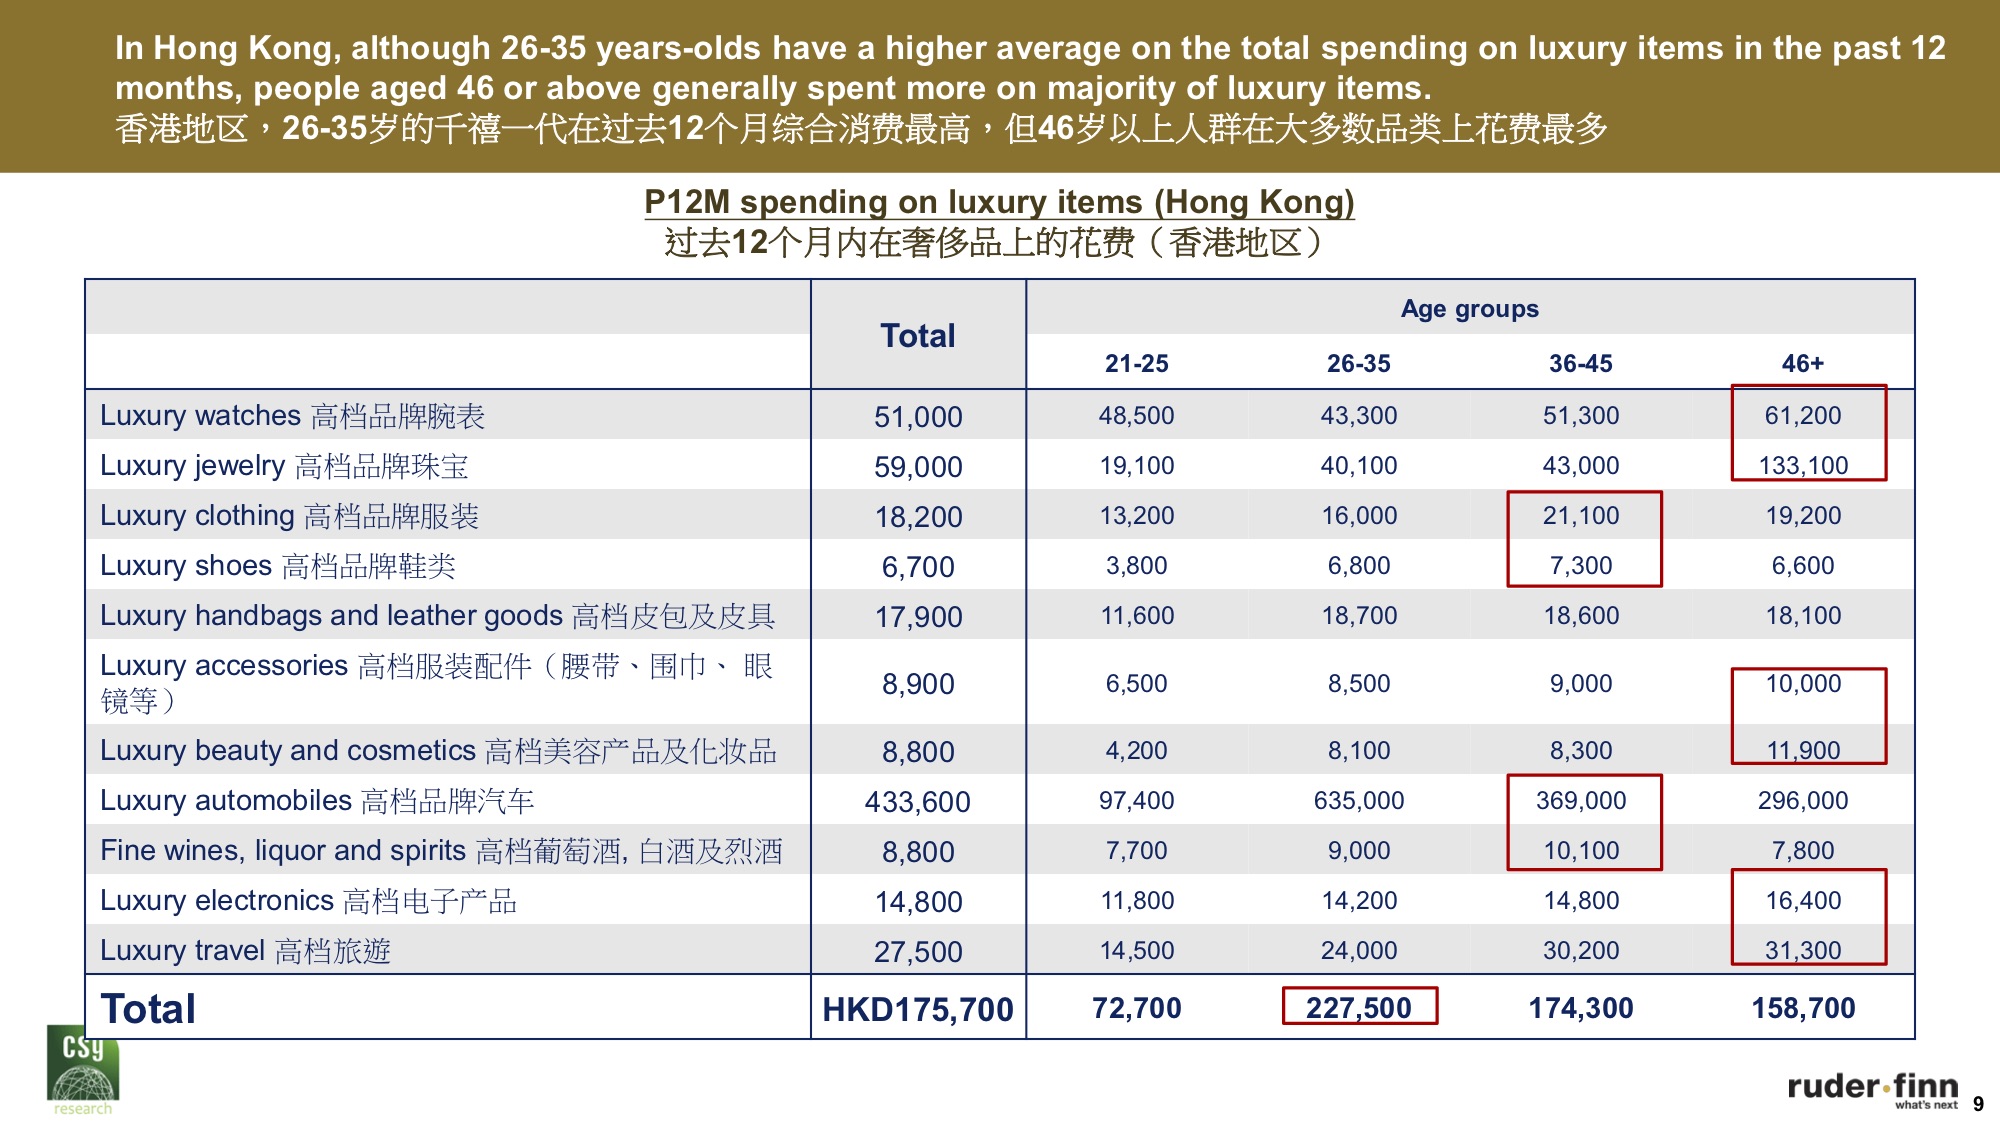 In Hong Kong, although 26-35 years-olds have a higher average on the total spending on luxury items in the past 12
months, people aged 46 or above generally spent more on majority of luxury items.
香港地区，26-35岁的千禧一代在过去12个月综合消费最高，但46岁以上人群在大多数品类上花费最多
P12M spending on luxury items (Hong Kong)
过去12个月内在奢侈品上的花费（香港地区）
Total Age groups
21-25 26-35 36-45 46+
Luxury watches 高档品牌腕表 51,000 48,500 43,300 51,300 61,200
Luxury jewelry 高档品牌珠宝 59,000 19,100 40,100 43,000 133,100
Luxury clothing 高档品牌服装 18,200 13,200 16,000 21,100 19,200
Luxury shoes 高档品牌鞋类 6,700 3,800 6,800 7,300 6,600
Luxury handbags and leather goods 高档皮包及皮具 17,900 11,600 18,700 18,600 18,100
Luxury accessories 高档服装配件（腰带、围巾、 眼
镜等） 8,900 6,500 8,500 9,000 10,000
Luxury beauty and cosmetics 高档美容产品及化妆品 8,800 4,200 8,100 8,300 11,900
Luxury automobiles 高档品牌汽车 433,600 97,400 635,000 369,000 296,000
Fine wines, liquor and spirits 高档葡萄酒, 白酒及烈酒 8,800 7,700 9,000 10,100 7,800
Luxury electronics 高档电子产品 14,800 11,800 14,200 14,800 16,400
Luxury travel 高档旅遊 27,500 14,500 24,000 30,200 31,300
Total HKD175,700 72,700 227,500 174,300 158,700
CSG
research
ruder·finn
what's next
9